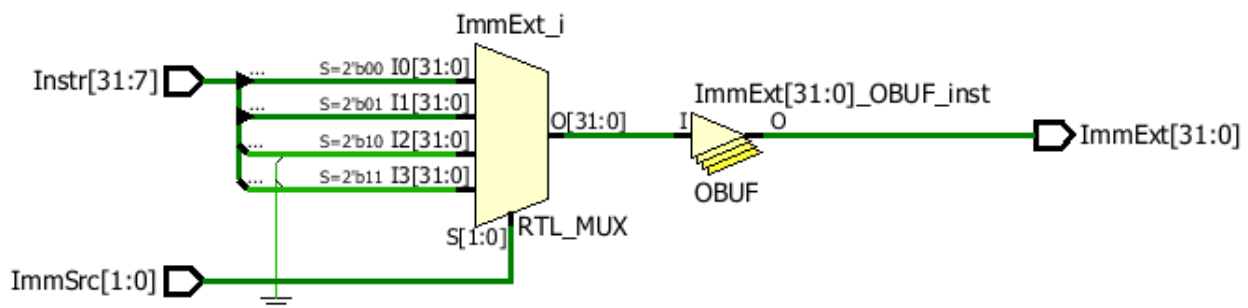 ImmExt_i
Instr[31:7]
... S=2'b00 I0[31:0]
... S=2'b01 I1[31:0]
... S=2'b10 I2[31:0]
... S=2'b11 I3[31:0]
S[1:0]
RTL_MUX
O[31:0]
ImmExt[31:0]_OBUF_inst
I
O
OBUF
ImmExt[31:0]
ImmSrc[1:0]